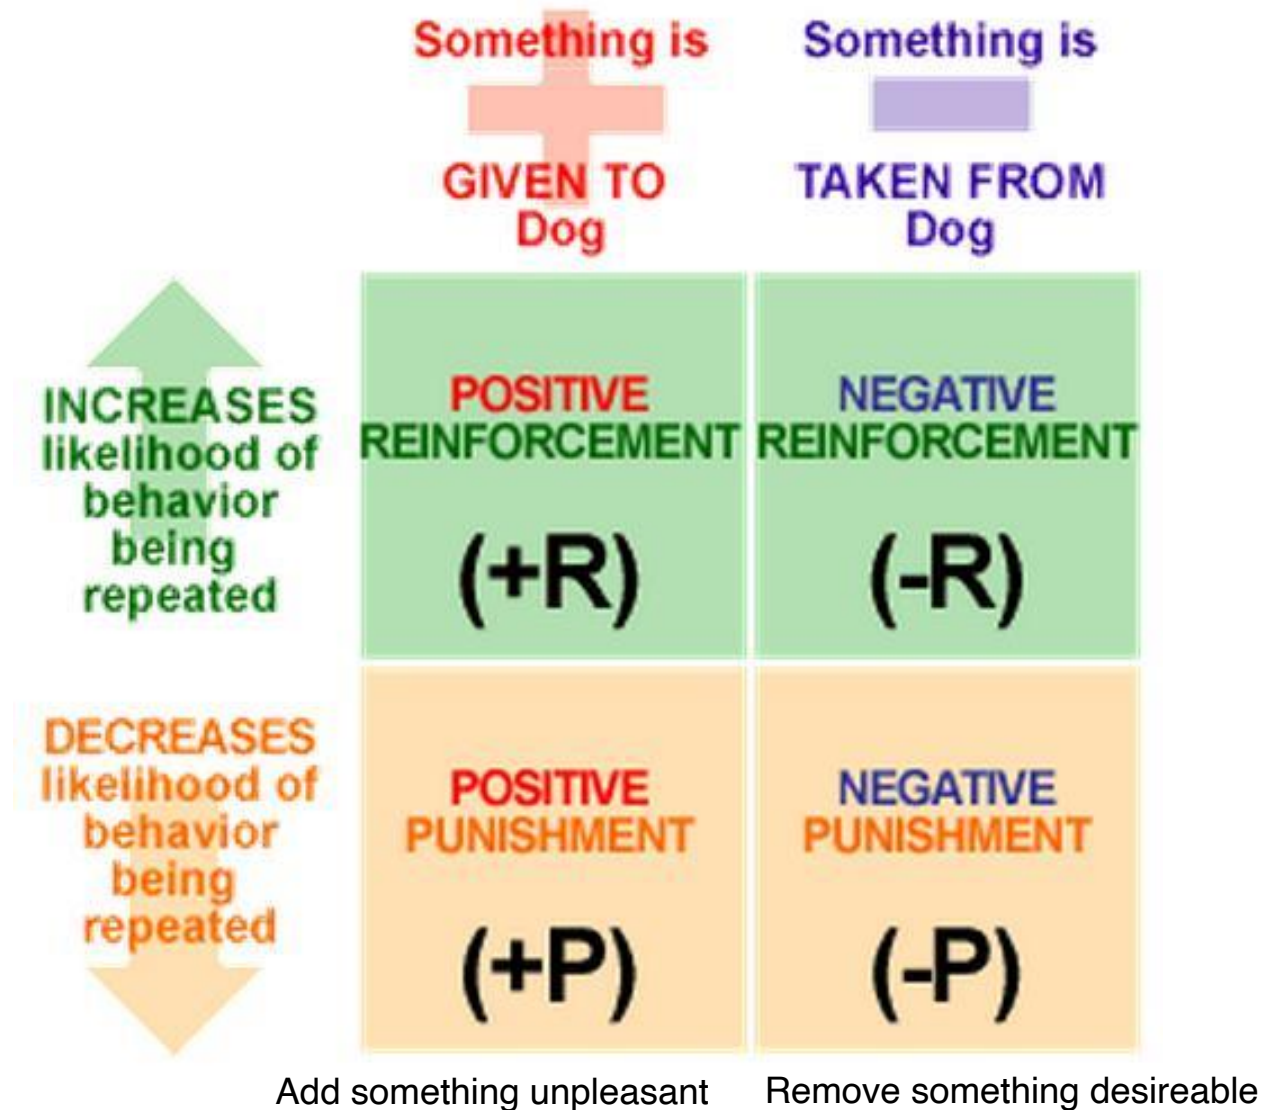 Something is
GIVEN TO
Dog
Something is
TAKEN FROM
Dog
INCREASES
likelihood of
behavior
being
repeated
POSITIVE
REINFORCEMENT
(+R)
NEGATIVE
REINFORCEMENT
(-R)
DECREASES
likelihood of
behavior
being
repeated
POSITIVE
PUNISHMENT
(+P)
NEGATIVE
PUNISHMENT
(-P)
Add something unpleasant
Remove something desireable